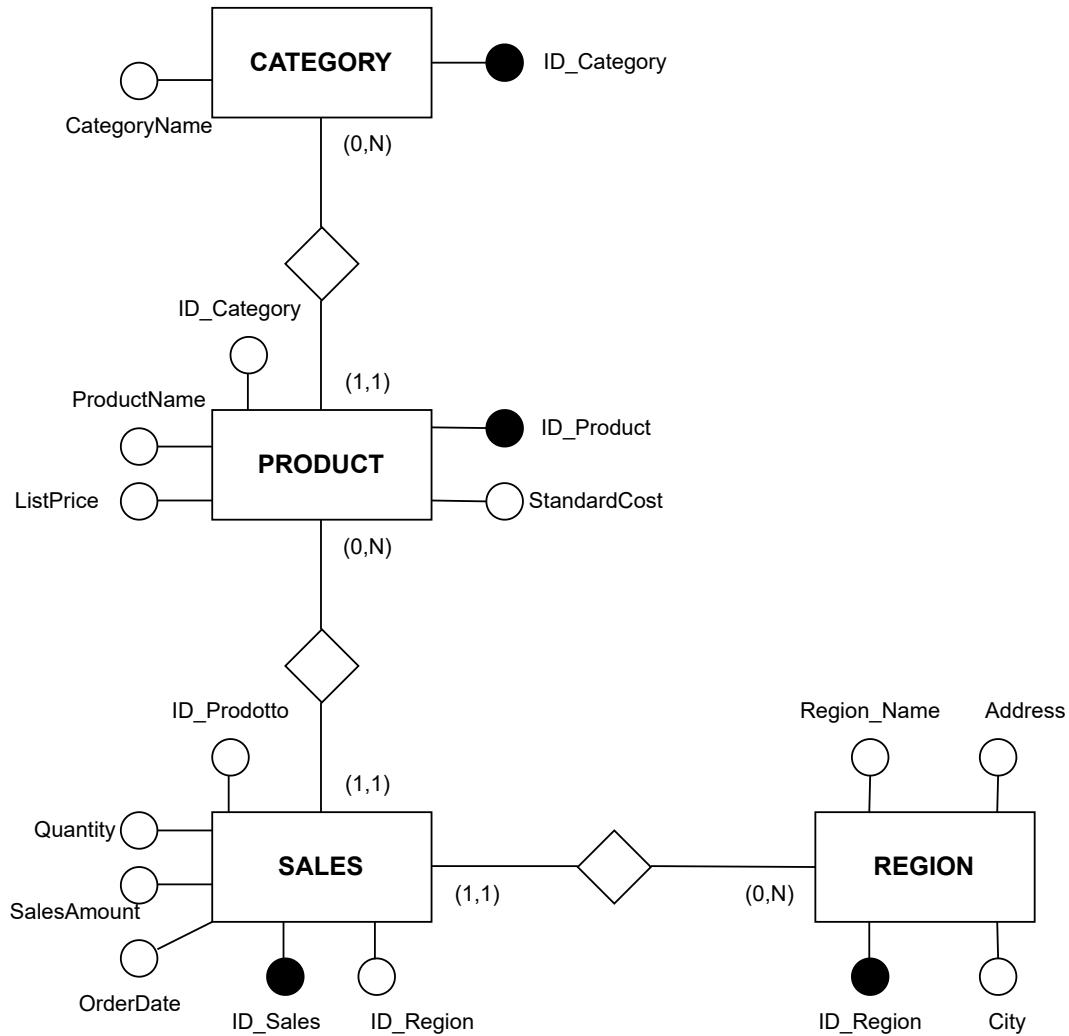 CATEGORY
ID_Category
CategoryName
(0,N)
ID_Category
(1,1)
ProductName
ID_Product
PRODUCT
ListPrice
StandardCost
(0,N)
ID_Prodotto
Region_Name
Address
(1,1)
Quantity
SALES
REGION
(1,1)
(0,N)
SalesAmount
OrderDate
ID_Sales
ID_Region
ID_Region
City